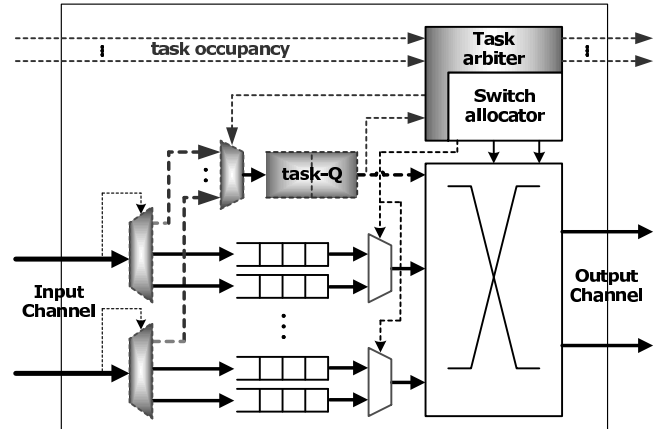 task occupancy
Task
arbiter
Switch
allocator
task-Q
Input
Channel
Output
Channel